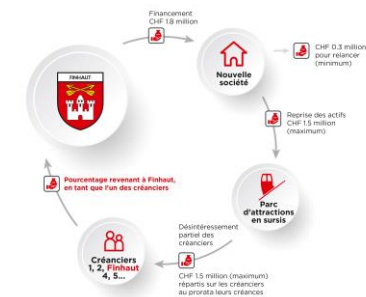 Financement
CHF 1.8 million
FINHAUT
Nouvelle
société
CHF 0.3 million
pour relancer
(minimum)
Reprise des actifs
CHF 1.5 million
(maximum)
Pourcentage revenant à Finhaut,
en tant que l'un des créanciers
Parc
d'attractions
en sursis
Désintéressement
partiel des
créanciers
Créanciers
1, 2, Finhaut
4, 5...
CHF 1.5 million (maximum)
répartis sur les créanciers
au prorata leurs créances